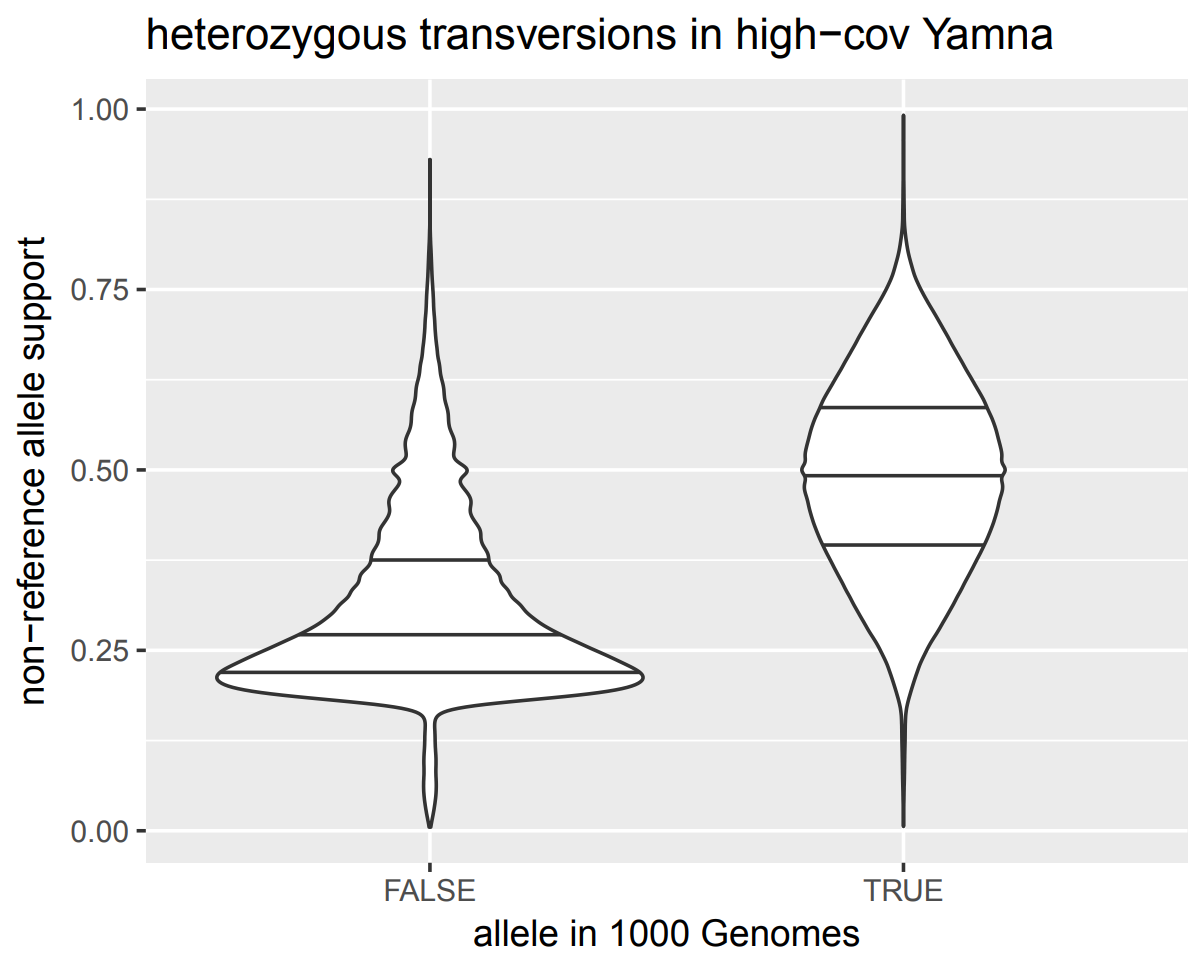 heterozygous transversions in high−cov Yamna
non−reference allele support
1.00
0.75
0.50
0.25
0.00
FALSE TRUE
allele in 1000 Genomes